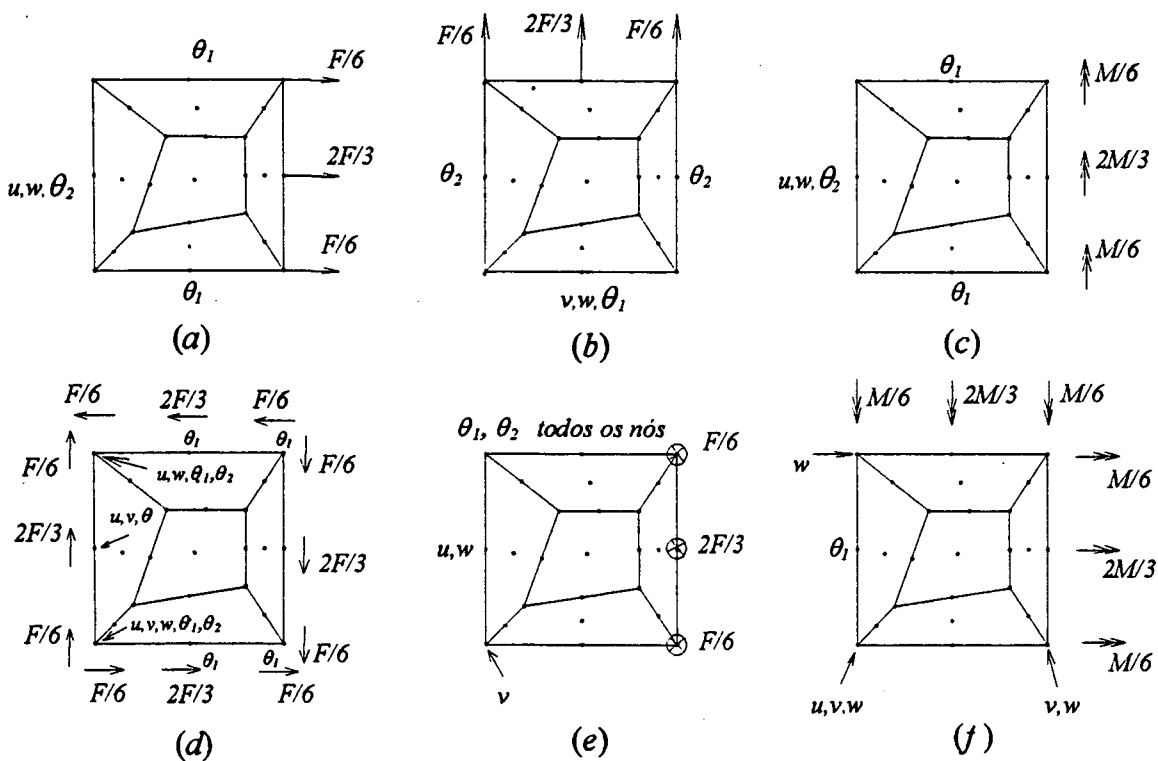 θ₁
F/6
u,w,θ₂
2F/3
F/6
θ₁
(a)
F/6
2F/3
F/6
θ₂
θ₂
v,w,θ₁
(b)
θ₁
M/6
u,w,θ₂
2M/3
M/6
θ₁
(c)
F/6
2F/3
F/6
θ₁
θ₁
F/6
F/6
u,w,θ₁,θ₂
u,v,θ
2F/3
2F/3
F/6
u,v,w,θ₁,θ₂
θ₁
θ₁
F/6
F/6
2F/3
F/6
(d)
θ₁, θ₂ todos os nós
F/6
u,w
2F/3
F/6
v
(e)
M/6
2M/3
M/6
w
M/6
θ₁
2M/3
M/6
u,v,w
v,w
(f)